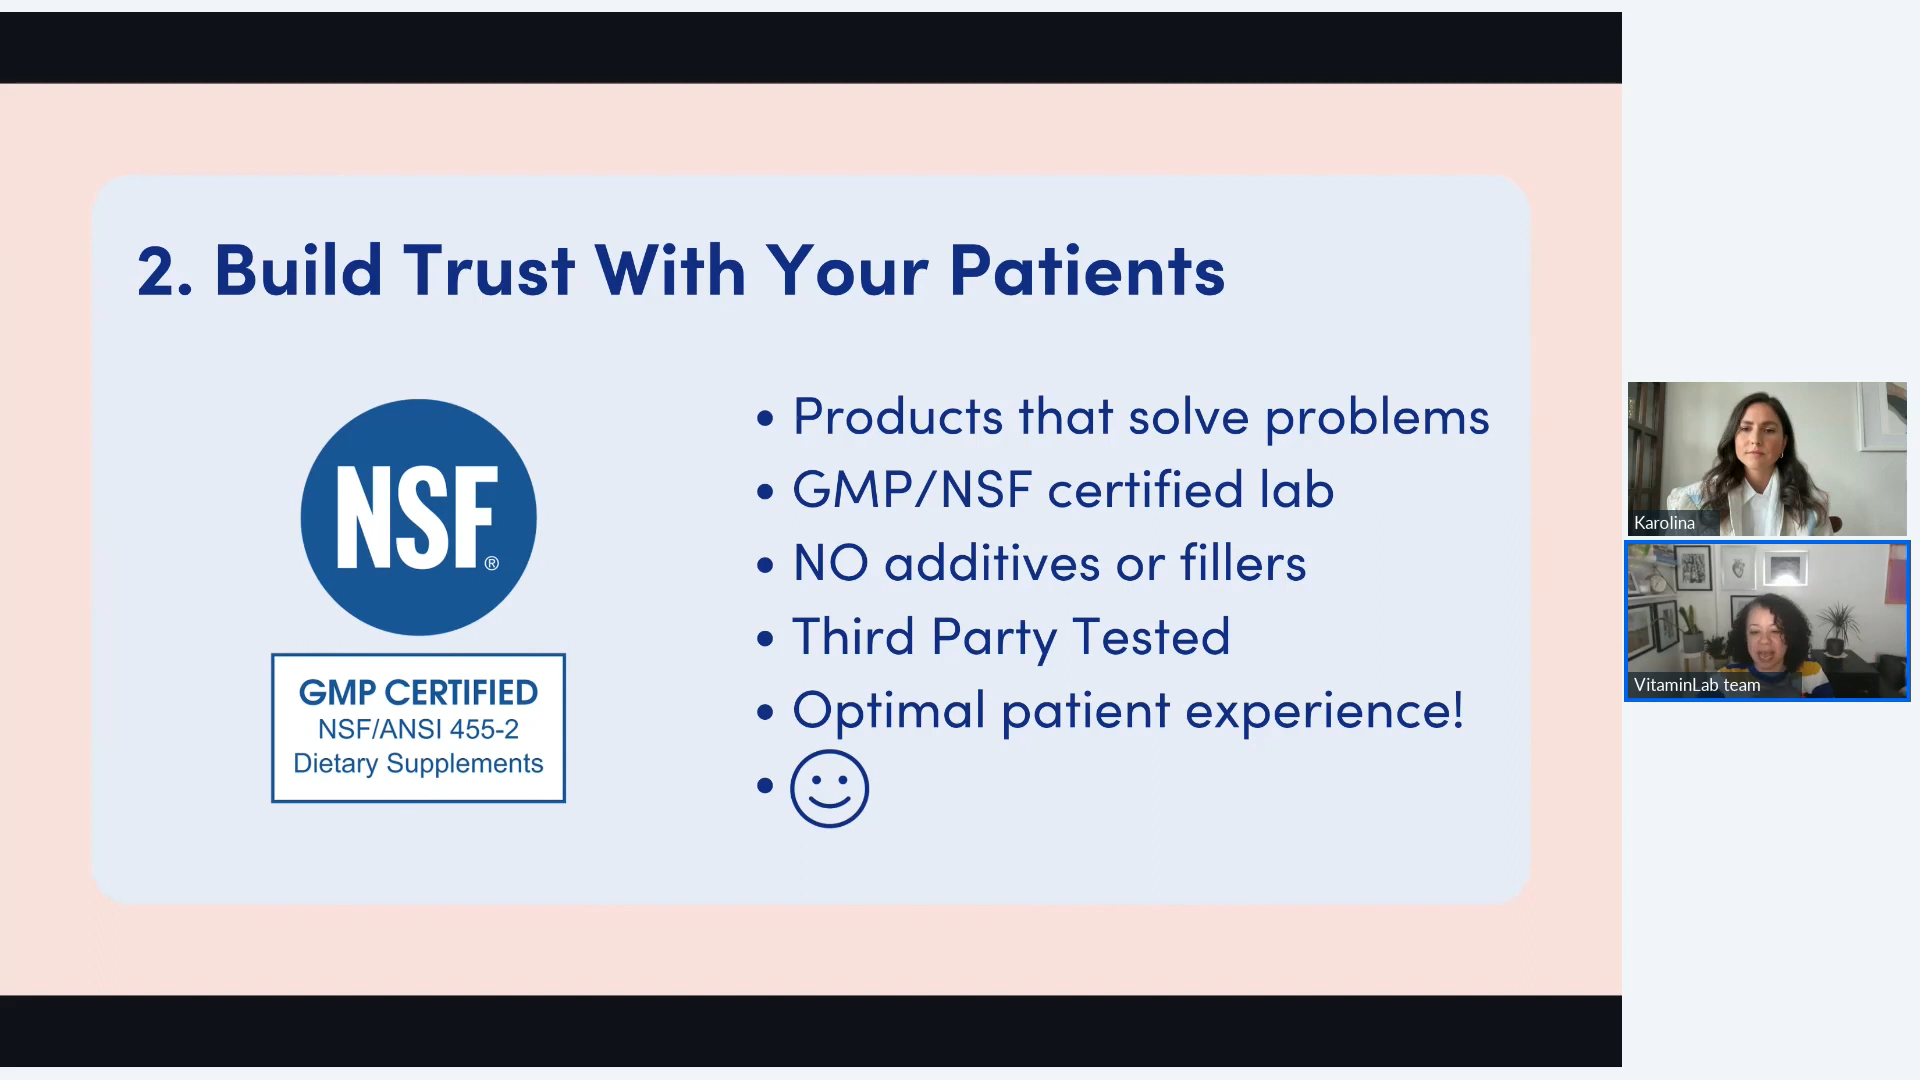 2. Build Trust With Your Patients
NSF®
GMP CERTIFIED
NSF/ANSI 455-2
Dietary Supplements
• Products that solve problems
• GMP/NSF certified lab
• NO additives or fillers
• Third Party Tested
• Optimal patient experience!
•
Karolina
VitaminLab team